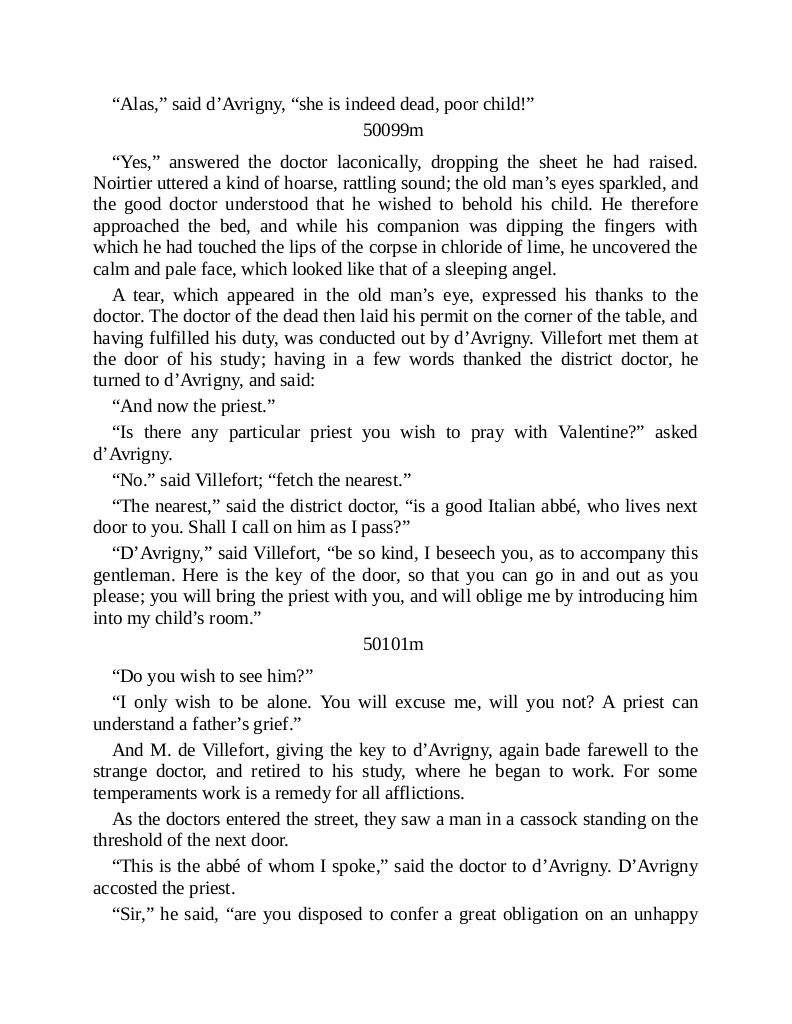 “Alas,” said d’Avrigny, “she is indeed dead, poor child!”
50099m
“Yes,” answered the doctor laconically, dropping the sheet he had raised.
Noirtier uttered a kind of hoarse, rattling sound; the old man’s eyes sparkled, and
the good doctor understood that he wished to behold his child. He therefore
approached the bed, and while his companion was dipping the fingers with
which he had touched the lips of the corpse in chloride of lime, he uncovered the
calm and pale face, which looked like that of a sleeping angel.
A tear, which appeared in the old man’s eye, expressed his thanks to the
doctor. The doctor of the dead then laid his permit on the corner of the table, and
having fulfilled his duty, was conducted out by d’Avrigny. Villefort met them at
the door of his study; having in a few words thanked the district doctor, he
turned to d’Avrigny, and said:
“And now the priest.”
“Is there any particular priest you wish to pray with Valentine?” asked
d’Avrigny.
“No.” said Villefort; “fetch the nearest.”
“The nearest,” said the district doctor, “is a good Italian abbé, who lives next
door to you. Shall I call on him as I pass?”
“D’Avrigny,” said Villefort, “be so kind, I beseech you, as to accompany this
gentleman. Here is the key of the door, so that you can go in and out as you
please; you will bring the priest with you, and will oblige me by introducing him
into my child’s room.”
50101m
“Do you wish to see him?”
“I only wish to be alone. You will excuse me, will you not? A priest can
understand a father’s grief.”
And M. de Villefort, giving the key to d’Avrigny, again bade farewell to the
strange doctor, and retired to his study, where he began to work. For some
temperaments work is a remedy for all afflictions.
As the doctors entered the street, they saw a man in a cassock standing on the
threshold of the next door.
“This is the abbé of whom I spoke,” said the doctor to d’Avrigny. D’Avrigny
accosted the priest.
“Sir,” he said, “are you disposed to confer a great obligation on an unhappy